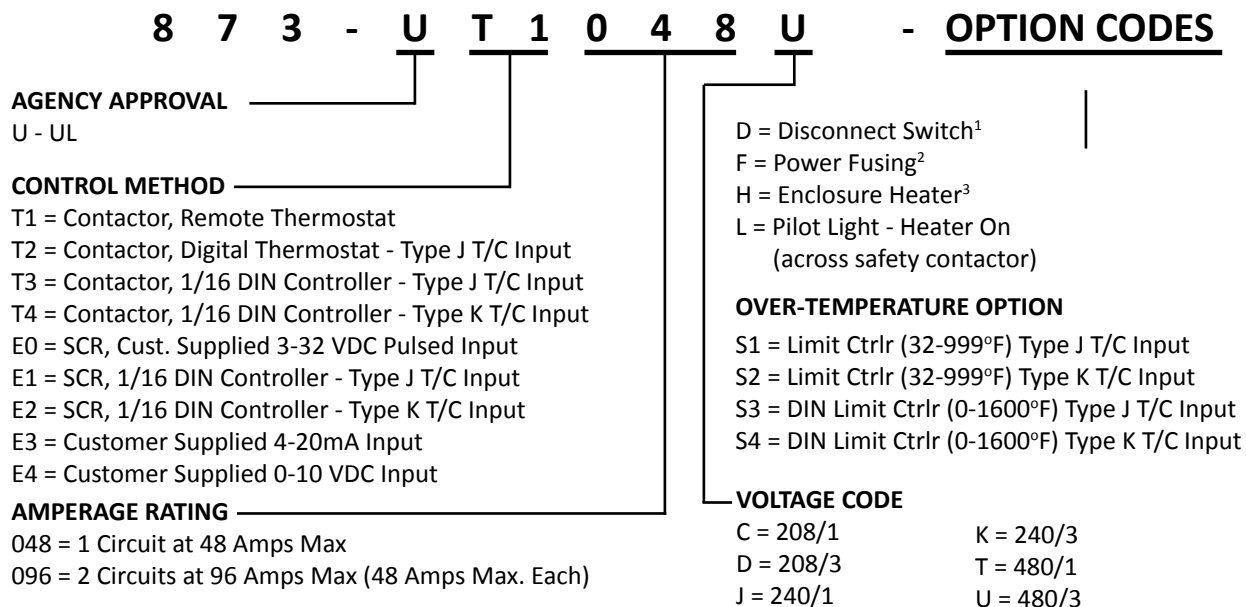 8 7 3 - U T 1 0 4 8 U - OPTION CODES
AGENCY APPROVAL
U - UL
CONTROL METHOD
T1 = Contactor, Remote Thermostat
T2 = Contactor, Digital Thermostat - Type J T/C Input
T3 = Contactor, 1/16 DIN Controller - Type J T/C Input
T4 = Contactor, 1/16 DIN Controller - Type K T/C Input
E0 = SCR, Cust. Supplied 3-32 VDC Pulsed Input
E1 = SCR, 1/16 DIN Controller - Type J T/C Input
E2 = SCR, 1/16 DIN Controller - Type K T/C Input
E3 = Customer Supplied 4-20mA Input
E4 = Customer Supplied 0-10 VDC Input
AMPERAGE RATING
048 = 1 Circuit at 48 Amps Max
096 = 2 Circuits at 96 Amps Max (48 Amps Max. Each)
D = Disconnect Switch¹
F = Power Fusing²
H = Enclosure Heater³
L = Pilot Light - Heater On
(across safety contactor)
OVER-TEMPERATURE OPTION
S1 = Limit Ctrlr (32-999°F) Type J T/C Input
S2 = Limit Ctrlr (32-999°F) Type K T/C Input
S3 = DIN Limit Ctrlr (0-1600°F) Type J T/C Input
S4 = DIN Limit Ctrlr (0-1600°F) Type K T/C Input
VOLTAGE CODE
C = 208/1 K = 240/3
D = 208/3 T = 480/1
J = 240/1 U = 480/3